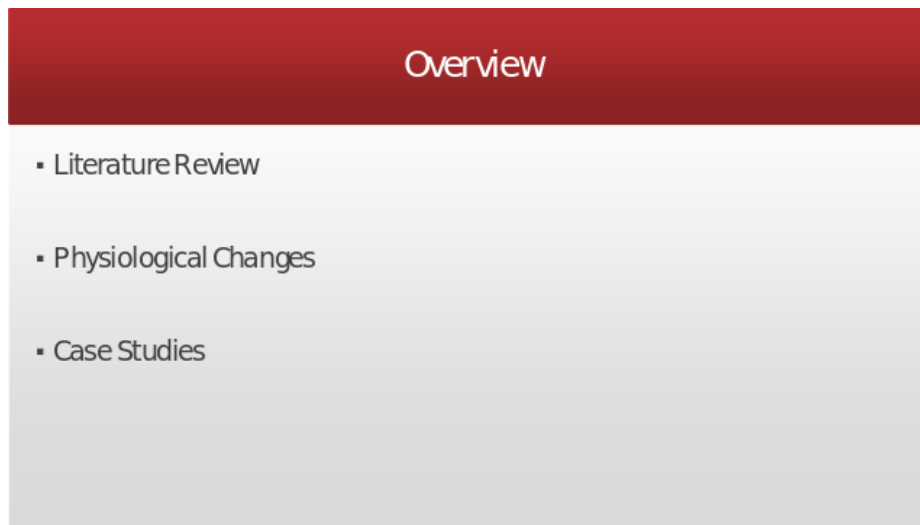 Overview
▪ Literature Review
▪ Physiological Changes
▪ Case Studies